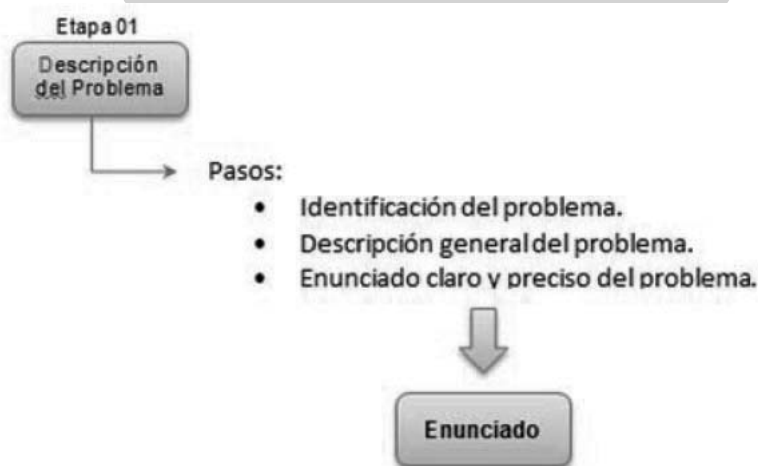 Etapa 01
Descripción
del Problema
Pasos:
• Identificación del problema.
• Descripción general del problema.
• Enunciado claro y preciso del problema.
Enunciado